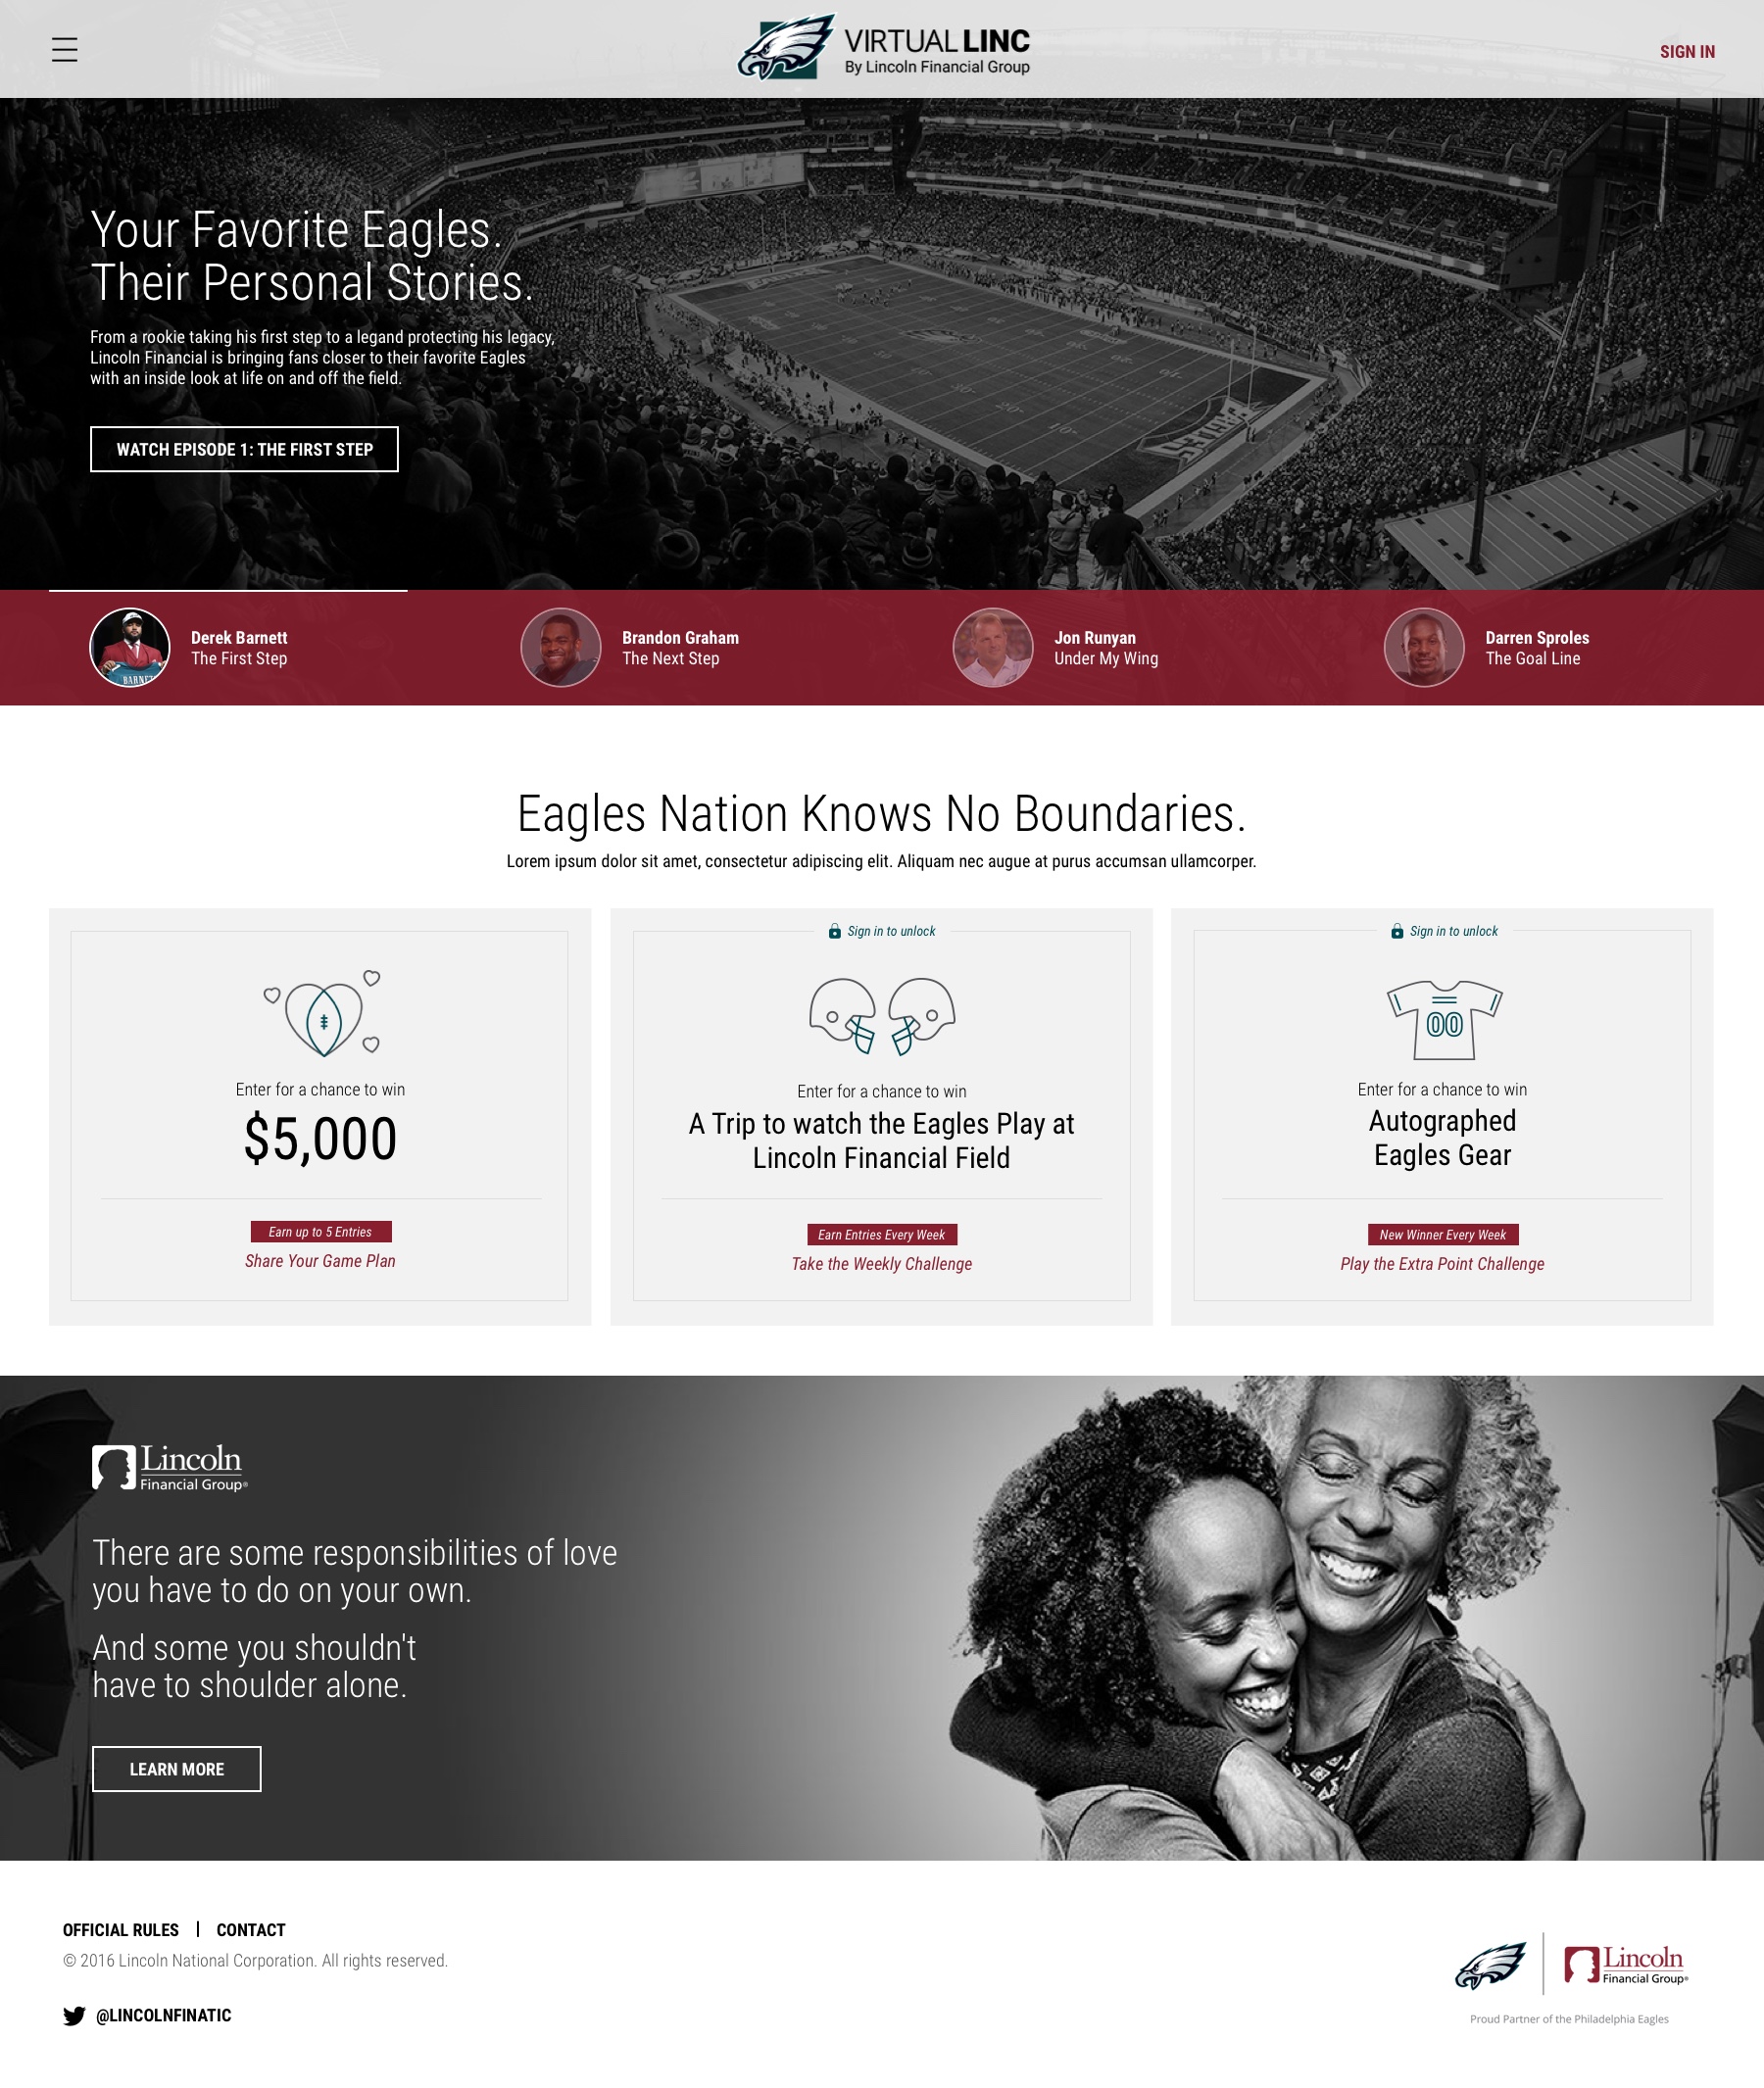 VIRTUAL LINC
By Lincoln Financial Group
SIGN IN
Your Favorite Eagles.
Their Personal Stories.
From a rookie taking his first step to a legand protecting his legacy,
Lincoln Financial is bringing fans closer to their favorite Eagles
with an inside look at life on and off the field.
WATCH EPISODE 1: THE FIRST STEP
EAGLES
Derek Barnett
The First Step
Brandon Graham
The Next Step
Jon Runyan
Under My Wing
Darren Sproles
The Goal Line
Eagles Nation Knows No Boundaries.
Lorem ipsum dolor sit amet, consectetur adipiscing elit. Aliquam nec augue at purus accumsan ullamcorper.
Enter for a chance to win
$5,000
Earn up to 5 Entries
Share Your Game Plan
Sign in to unlock
Enter for a chance to win
A Trip to watch the Eagles Play at
Lincoln Financial Field
Earn Entries Every Week
Take the Weekly Challenge
Sign in to unlock
00
Enter for a chance to win
Autographed
Eagles Gear
New Winner Every Week
Play the Extra Point Challenge
Lincoln
Financial Group®
There are some responsibilities of love
you have to do on your own.
And some you shouldn't
have to shoulder alone.
LEARN MORE
OFFICIAL RULES | CONTACT
© 2016 Lincoln National Corporation. All rights reserved.
@LINCOLNFINATIC
Lincoln
Financial Group®
Proud Partner of the Philadelphia Eagles